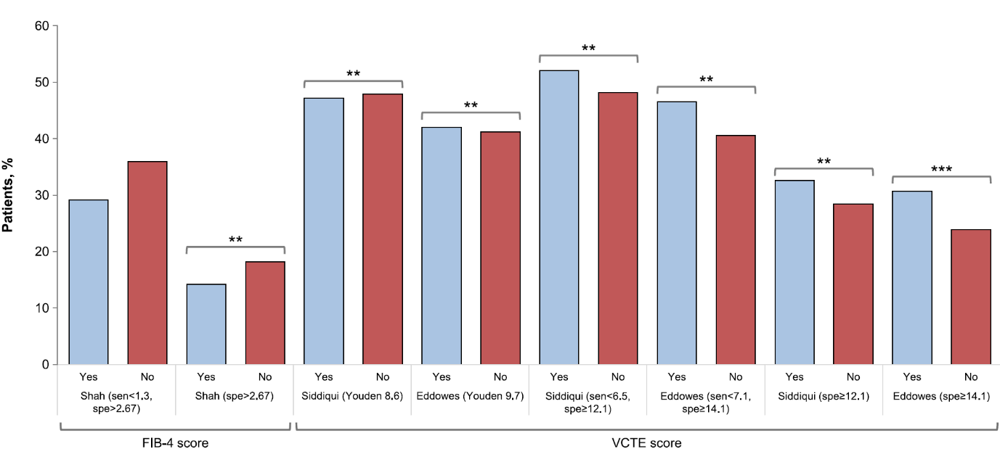 Patients, %
60
50
40
30
20
10
0
**
**
**
**
**
**
***
Yes No Yes No Yes No Yes No Yes No Yes No Yes No Yes No
Shah (sen<1.3,
spe>2.67)
Shah (spe>2.67)
Siddiqui (Youden 8.6)
Eddowes (Youden 9.7)
Siddiqui (sen<6.5,
spe≥12.1)
Eddowes (sen<7.1,
spe≥14.1)
Siddiqui (spe≥12.1)
Eddowes (spe≥14.1)
FIB-4 score
VCTE score